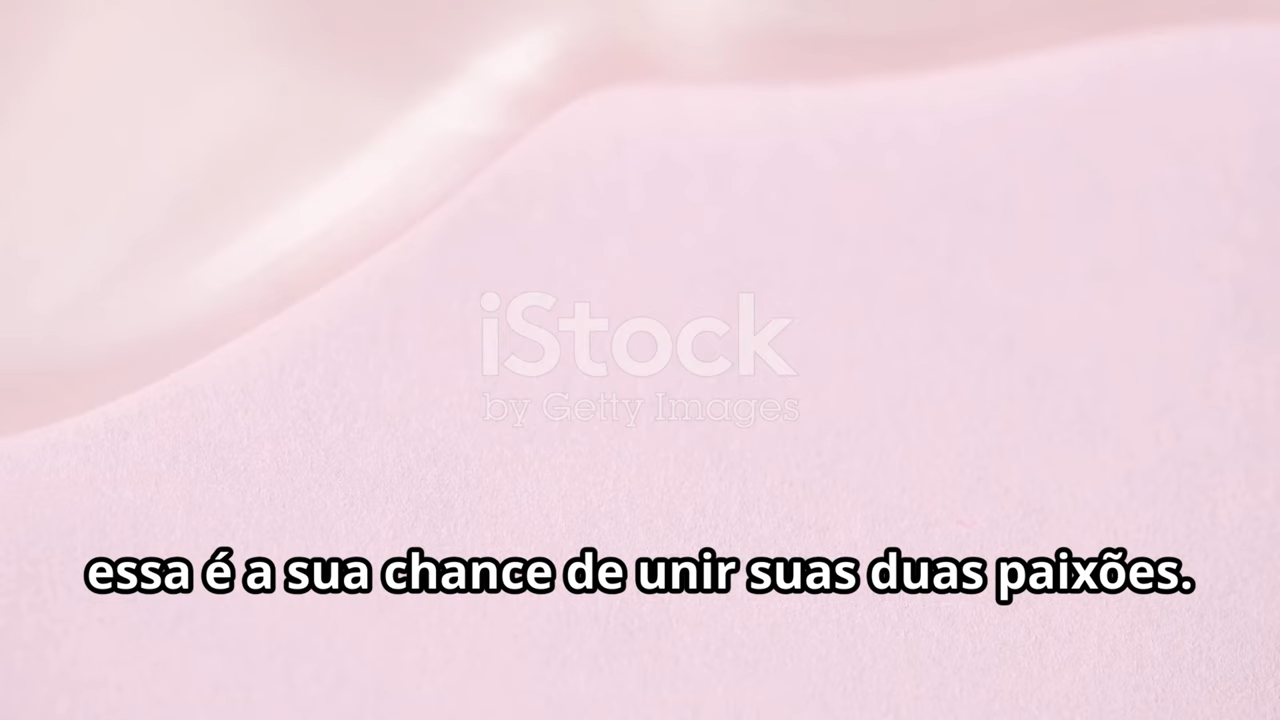 iStock
by Getty Images
essa é a sua chance de unir suas duas paixões.